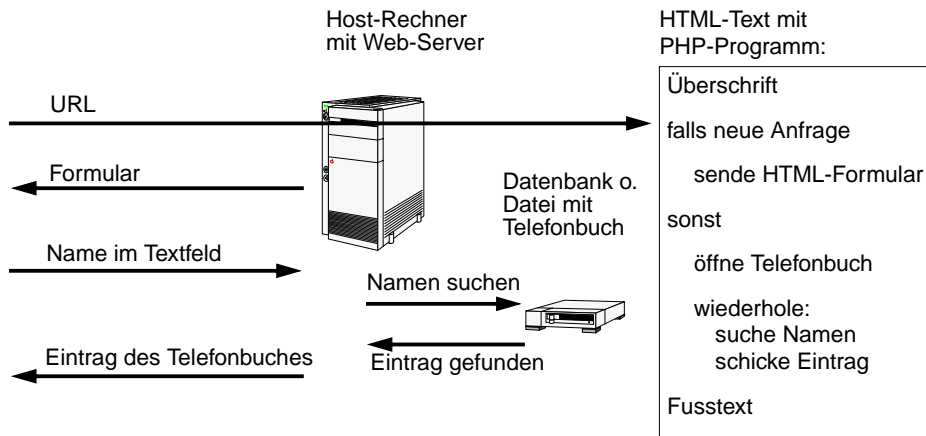 Host-Rechner
mit Web-Server
HTML-Text mit
PHP-Programm:
URL
Formular
Name im Textfeld
Eintrag des Telefonbuches
Datenbank o.
Datei mit
Telefonbuch
Namen suchen
Eintrag gefunden
Überschrift
falls neue Anfrage
sende HTML-Formular
sonst
öffne Telefonbuch
wiederhole:
suche Namen
schicke Eintrag
Fusstext